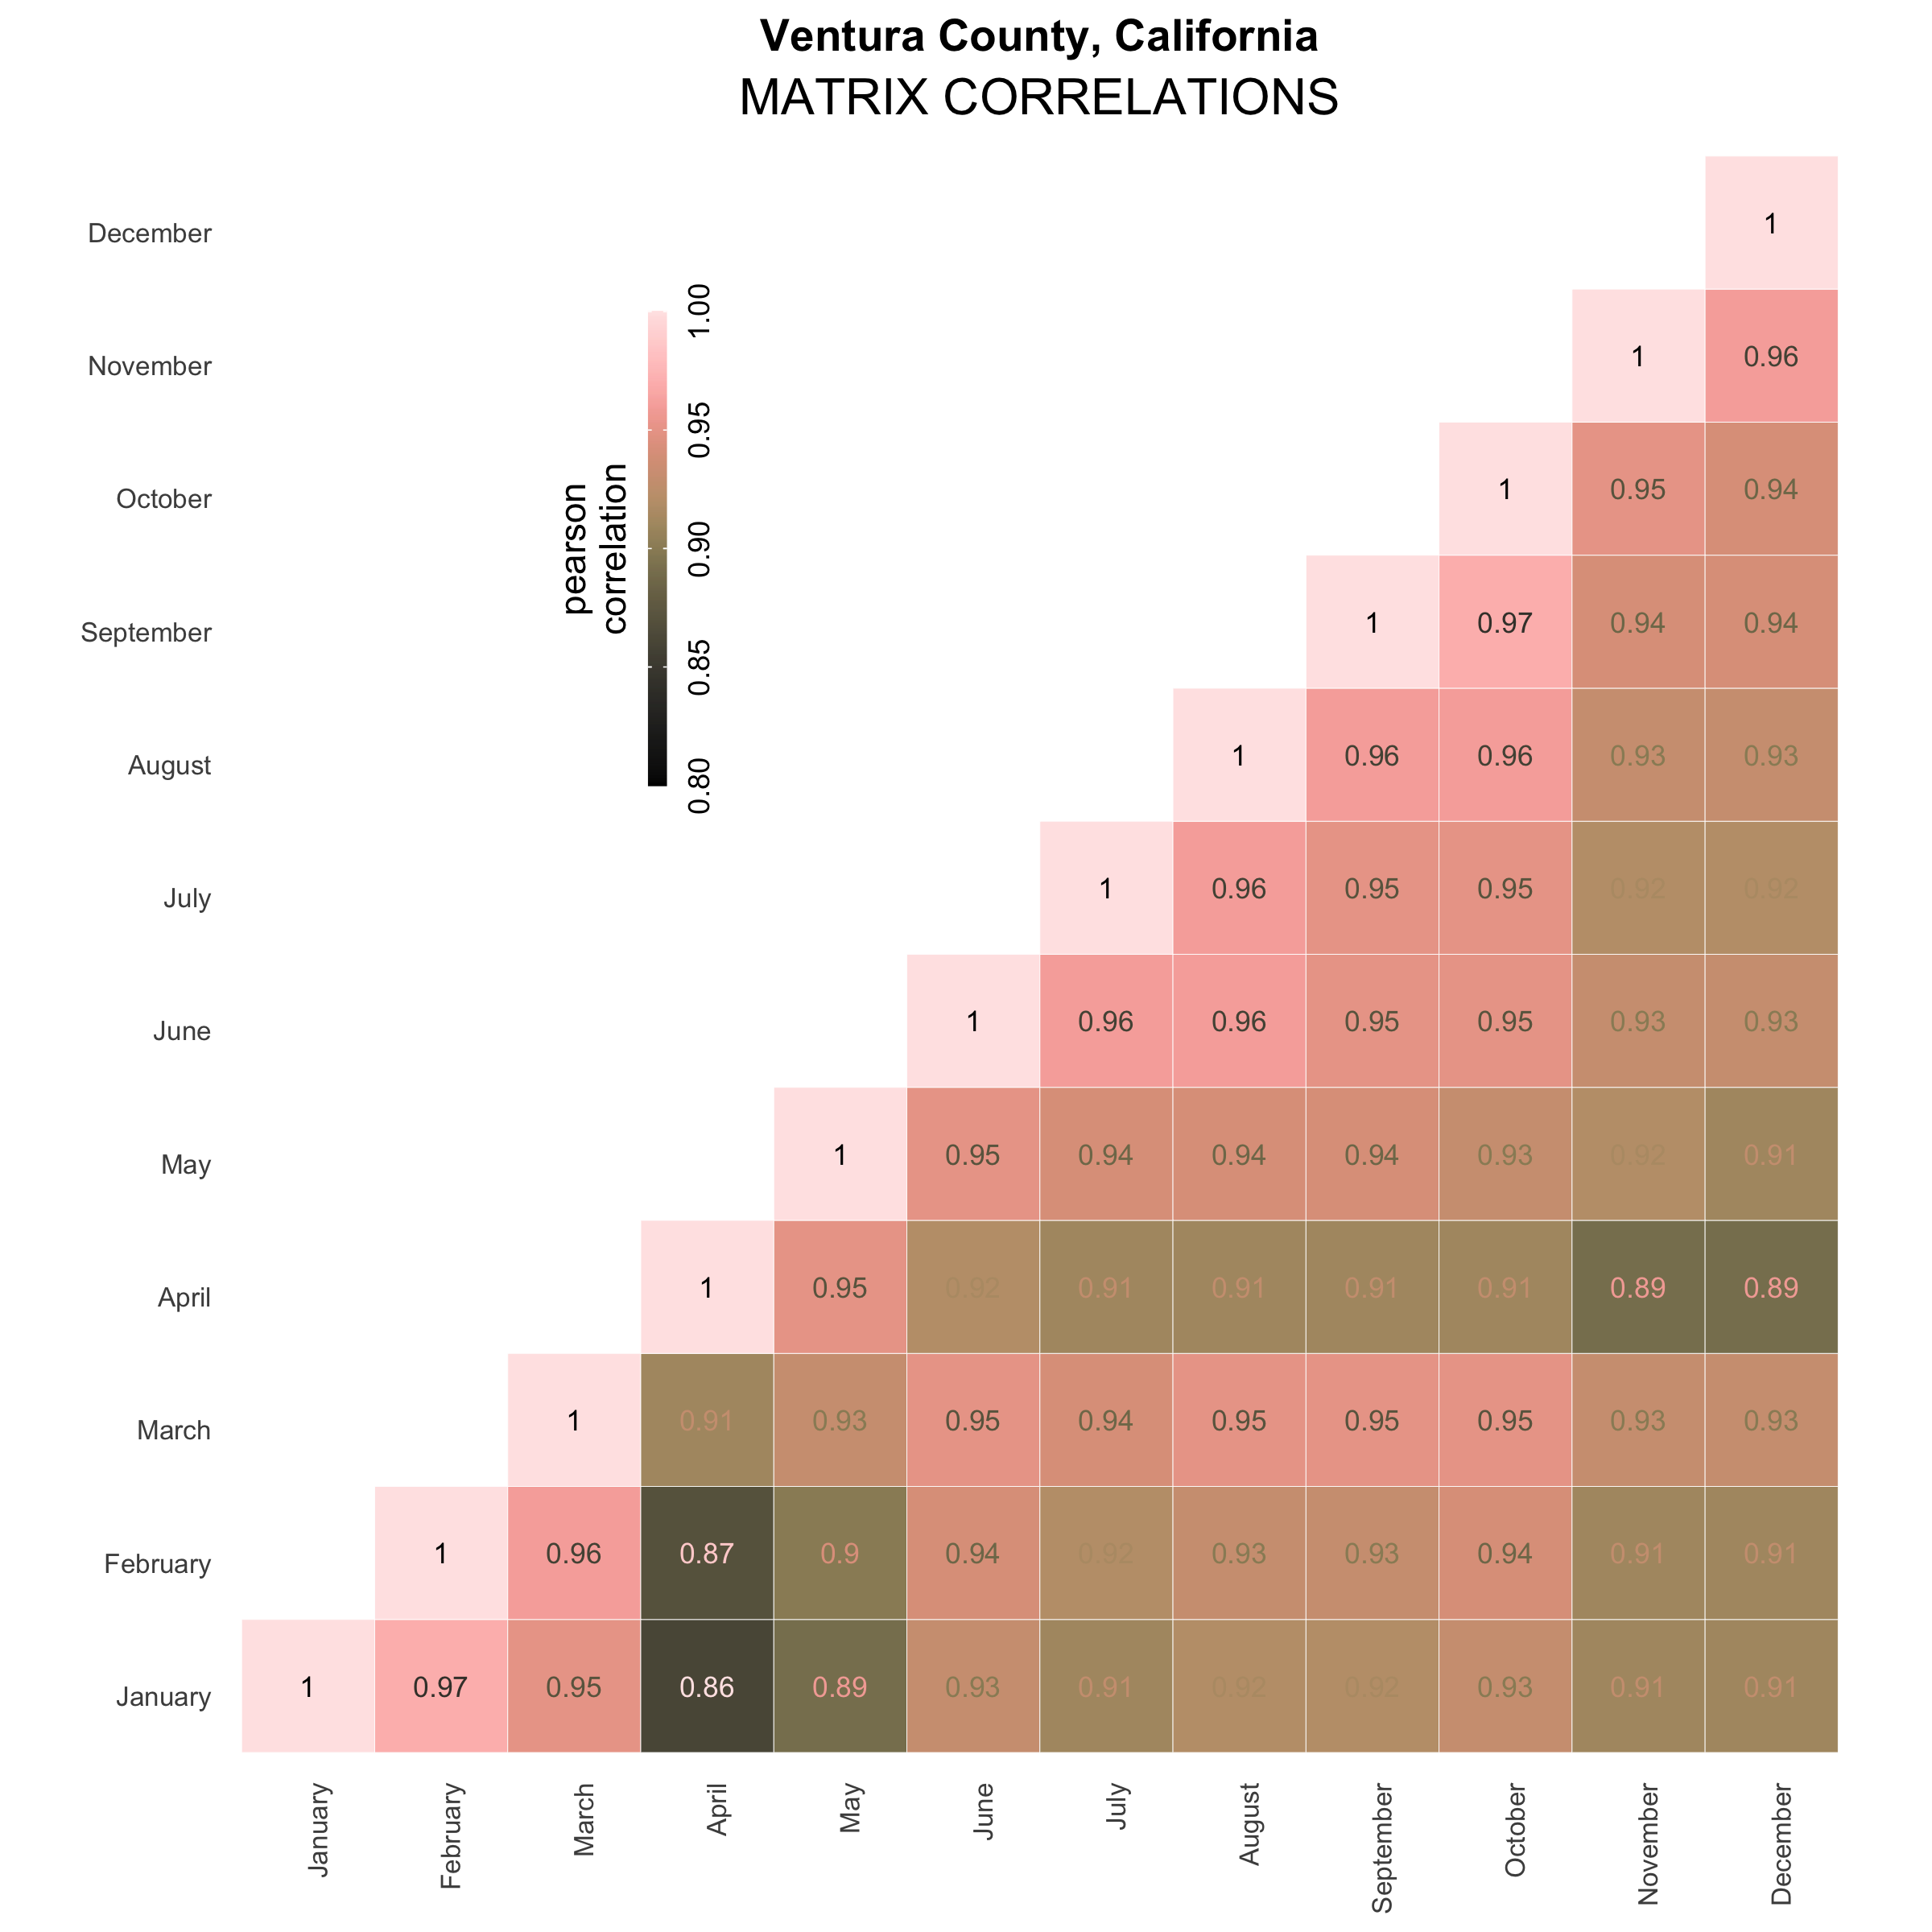 Ventura County, California
MATRIX CORRELATIONS
pearson
correlation
1.00
0.95
0.90
0.85
0.80
December 1
November 1 0.96
October 1 0.95 0.94
September 1 0.97 0.94 0.94
August 1 0.96 0.96 0.93 0.93
July 1 0.96 0.95 0.95 0.92 0.92
June 1 0.96 0.96 0.95 0.95 0.93 0.93
May 1 0.95 0.94 0.94 0.94 0.93 0.92 0.91
April 1 0.95 0.92 0.91 0.91 0.91 0.91 0.89 0.89
March 1 0.91 0.93 0.95 0.94 0.95 0.95 0.95 0.93 0.93
February 1 0.96 0.87 0.9 0.94 0.92 0.93 0.93 0.94 0.91 0.91
January 1 0.97 0.95 0.86 0.89 0.93 0.91 0.92 0.92 0.93 0.91 0.91
January February March April May June July August September October November December